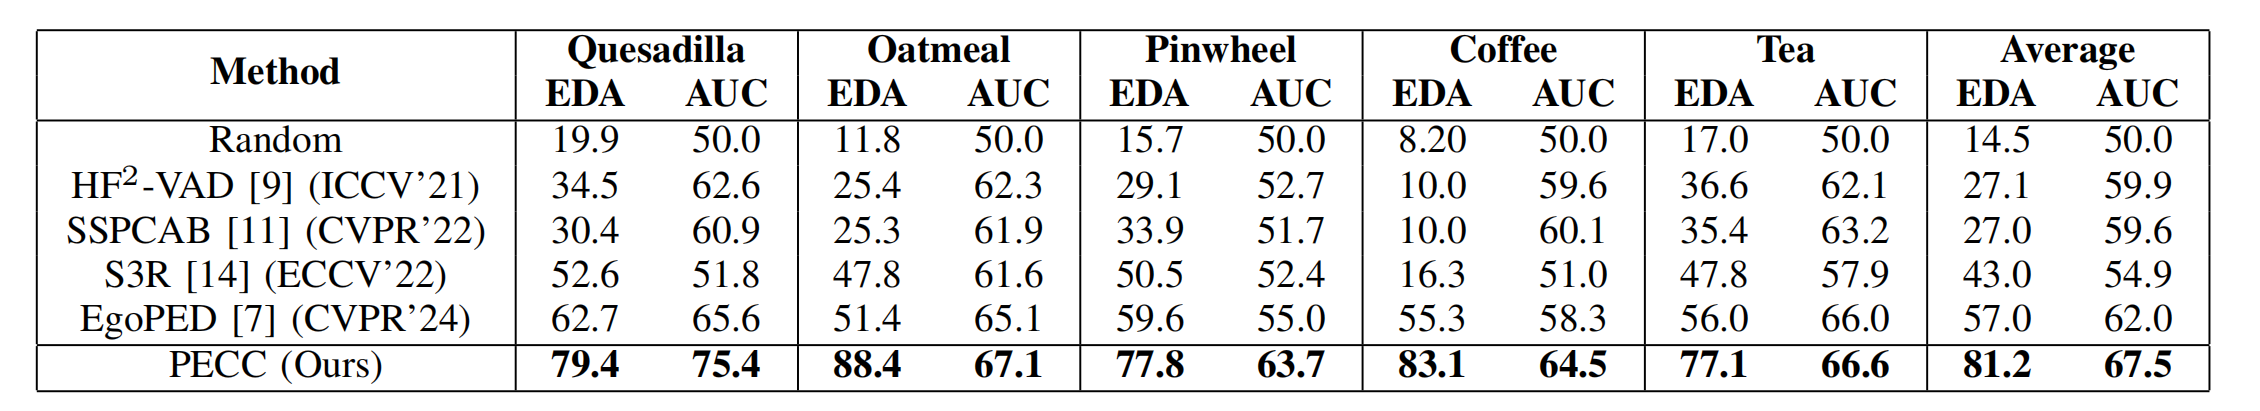 Method Quesadilla Oatmeal Pinwheel Coffee Tea Average
EDA AUC EDA AUC EDA AUC EDA AUC EDA AUC EDA AUC
Random 19.9 50.0 11.8 50.0 15.7 50.0 8.20 50.0 17.0 50.0 14.5 50.0
HF²-VAD [9] (ICCV’21) 34.5 62.6 25.4 62.3 29.1 52.7 10.0 59.6 36.6 62.1 27.1 59.9
SSPCAB [11] (CVPR’22) 30.4 60.9 25.3 61.9 33.9 51.7 10.0 60.1 35.4 63.2 27.0 59.6
S3R [14] (ECCV’22) 52.6 51.8 47.8 61.6 50.5 52.4 16.3 51.0 47.8 57.9 43.0 54.9
EgoPED [7] (CVPR’24) 62.7 65.6 51.4 65.1 59.6 55.0 55.3 58.3 56.0 66.0 57.0 62.0
PECC (Ours) 79.4 75.4 88.4 67.1 77.8 63.7 83.1 64.5 77.1 66.6 81.2 67.5